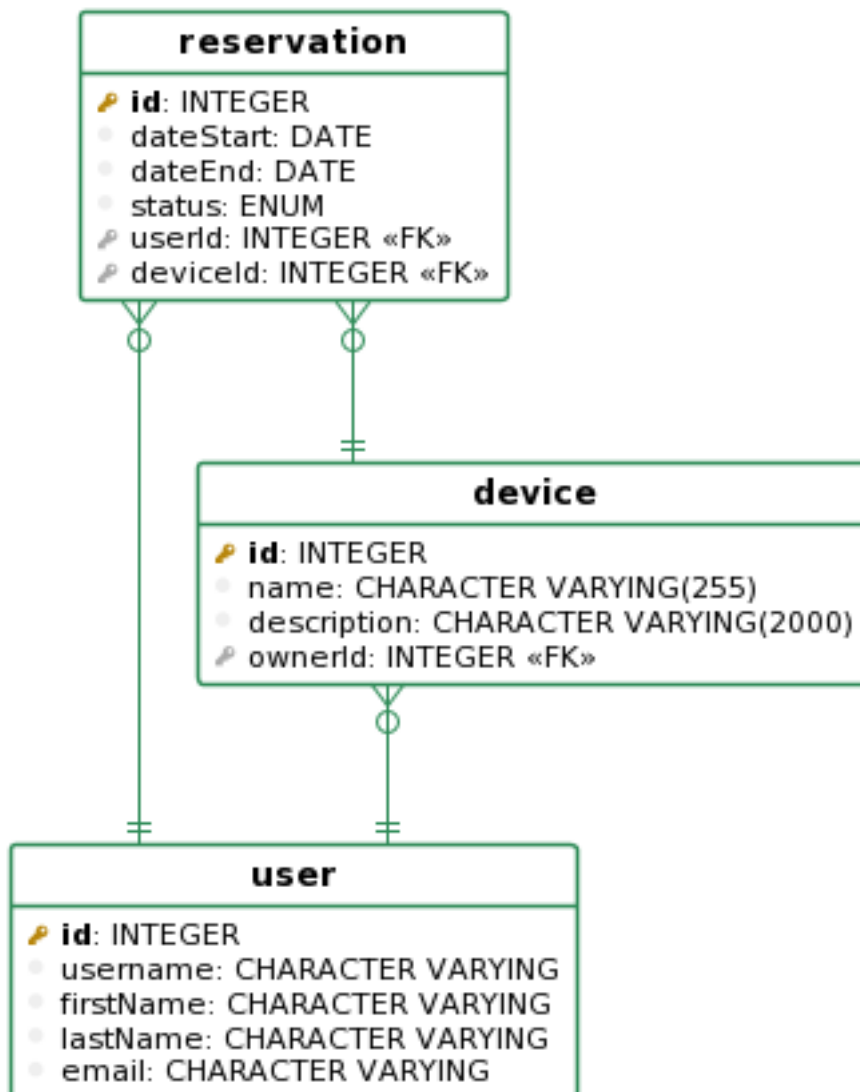 reservation
id: INTEGER
dateStart: DATE
dateEnd: DATE
status: ENUM
userId: INTEGER «FK»
deviceId: INTEGER «FK»
device
id: INTEGER
name: CHARACTER VARYING(255)
description: CHARACTER VARYING(2000)
ownerId: INTEGER «FK»
user
id: INTEGER
username: CHARACTER VARYING
firstName: CHARACTER VARYING
lastName: CHARACTER VARYING
email: CHARACTER VARYING